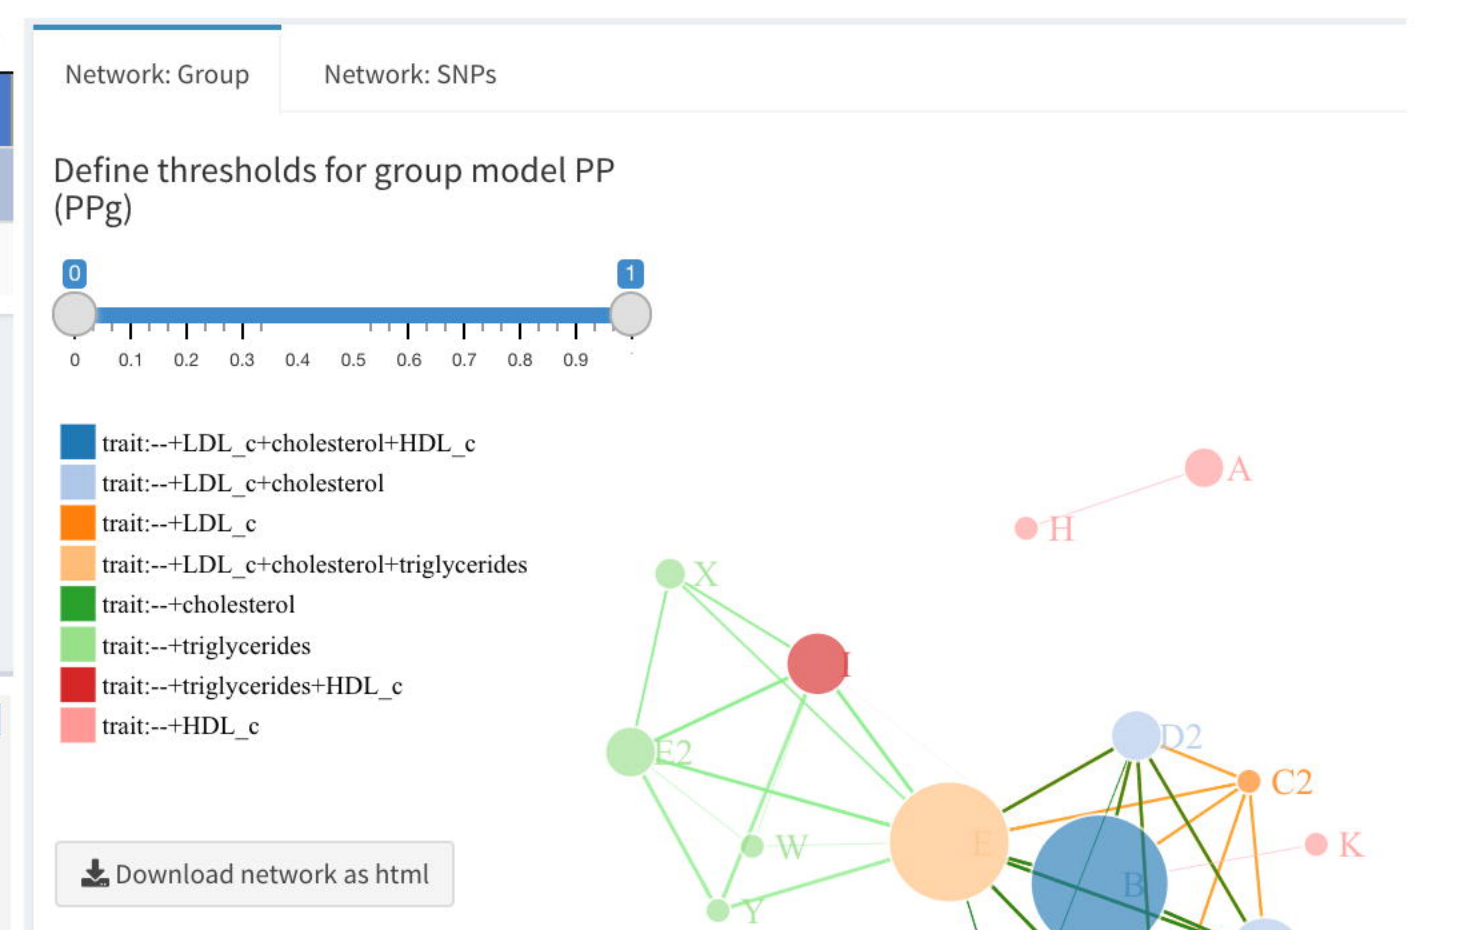 Network: Group
Network: SNPs
Define thresholds for group model PP
(PPg)
0
1
0 0.1 0.2 0.3 0.4 0.5 0.6 0.7 0.8 0.9
trait:--+LDL_c+cholesterol+HDL_c
trait:--+LDL_c+cholesterol
trait:--+LDL_c
trait:--+LDL_c+cholesterol+triglycerides
trait:--+cholesterol
trait:--+triglycerides
trait:--+triglycerides+HDL_c
trait:--+HDL_c
Download network as html
A
H
X
I
E2
D2
C2
W
E
K
B
Y